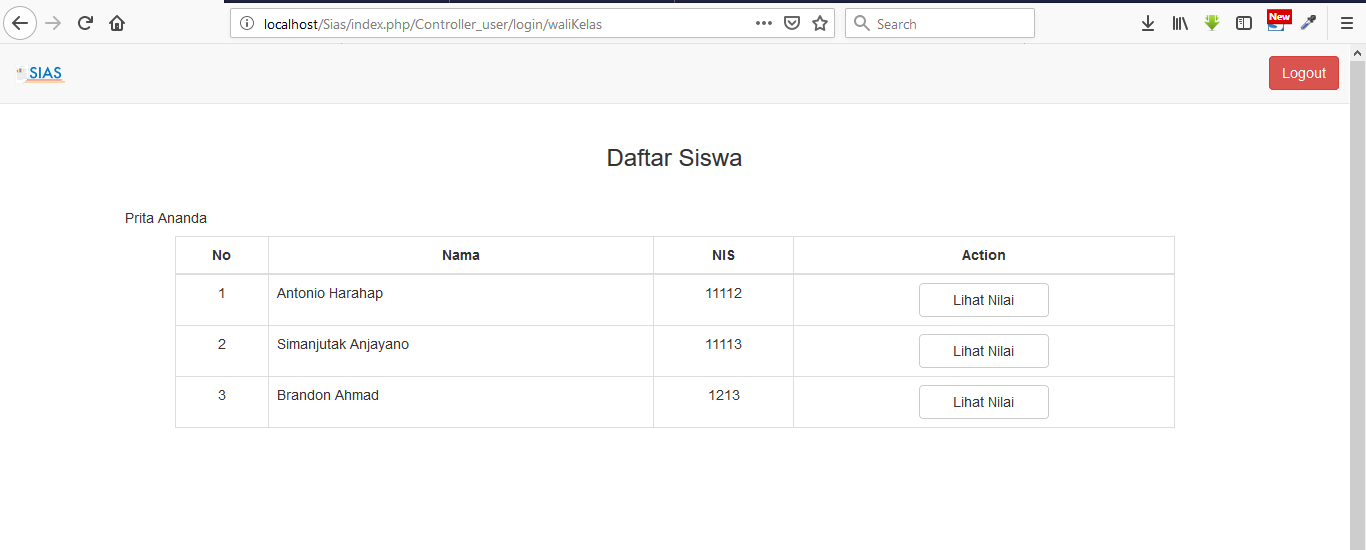 localhost/Sias/index.php/Controller_user/login/waliKelas
Search
New
SIAS
Logout
Daftar Siswa
Prita Ananda
No Nama NIS Action
1 Antonio Harahap 11112 Lihat Nilai
2 Simanjutak Anjayano 11113 Lihat Nilai
3 Brandon Ahmad 1213 Lihat Nilai